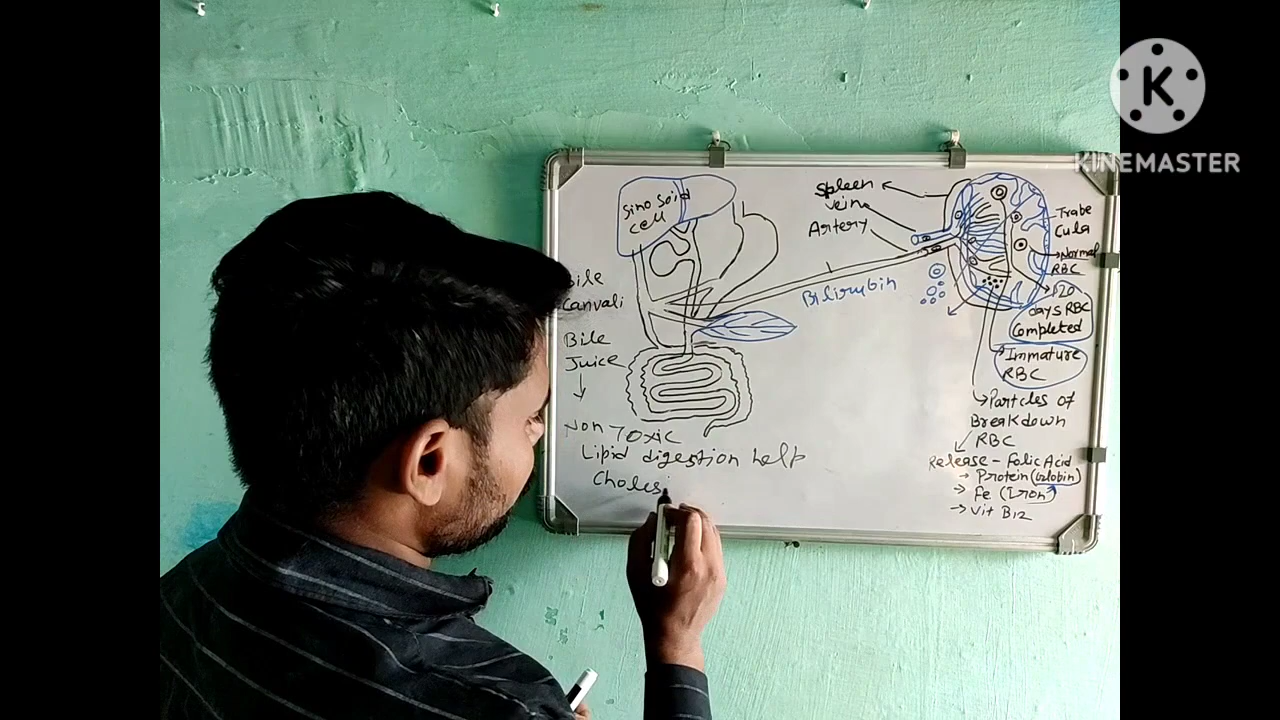 KINEMASTER
Sino Soid
cell
Bile
Canvali
Bile
Juice
Non Toxic
Lipid digestion help
Choles
Spleen
vein
Artery
Bilirubin
Trabe
Cula
Normal
RBC
120
days RBC
Completed
Immature
RBC
Particles of
Breakdown
RBC
Release - Folic Acid
→ Protein (Globin)
→ Fe (Iron)
→ Vit B12